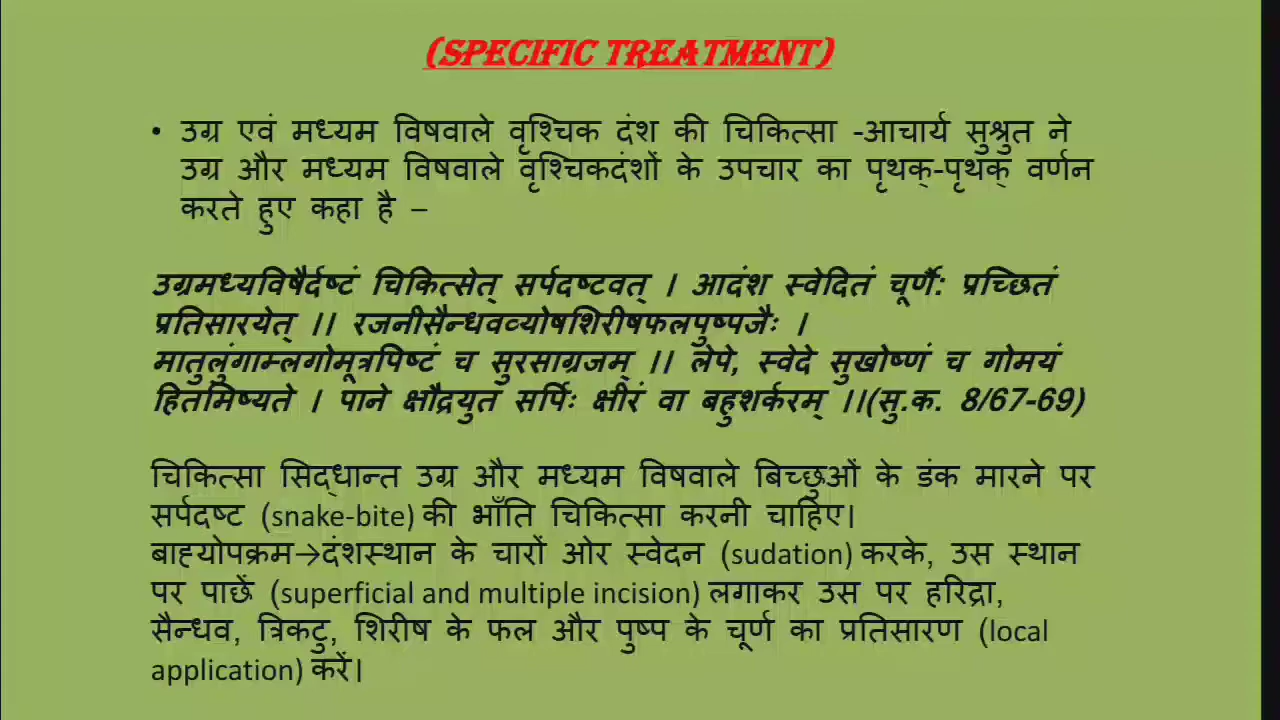 (SPECIFIC TREATMENT)
• उग्र एवं मध्यम विषवाले वृश्चिक दंश की चिकित्सा -आचार्य सुश्रुत ने
उग्र और मध्यम विषवाले वृश्चिकदंशों के उपचार का पृथक्-पृथक् वर्णन
करते हुए कहा है –
उग्रमध्यविषैर्दष्टं चिकित्सेत् सर्पदष्टवत् । आदंश स्वेदितं चूर्णै: प्रच्छितं
प्रतिसारयेत् ।। रजनीसैन्धवव्योषशिरीषफलपुष्पजैः ।
मातुलुंगाम्लगोमूत्रपिष्टं च सुरसाग्रजम् ।। लेपे, स्वेदे सुखोष्णं च गोमयं
हितमिष्यते । पाने क्षौद्रयुत सर्पिः क्षीरं वा बहुशर्करम् ।।(सु.क. 8/67-69)
चिकित्सा सिद्धान्त उग्र और मध्यम विषवाले बिच्छुओं के डंक मारने पर
सर्पदष्ट (snake-bite) की भाँति चिकित्सा करनी चाहिए।
बाह्योपक्रम→दंशस्थान के चारों ओर स्वेदन (sudation) करके, उस स्थान
पर पाछें (superficial and multiple incision) लगाकर उस पर हरिद्रा,
सैन्धव, त्रिकटु, शिरीष के फल और पुष्प के चूर्ण का प्रतिसारण (local
application) करें।